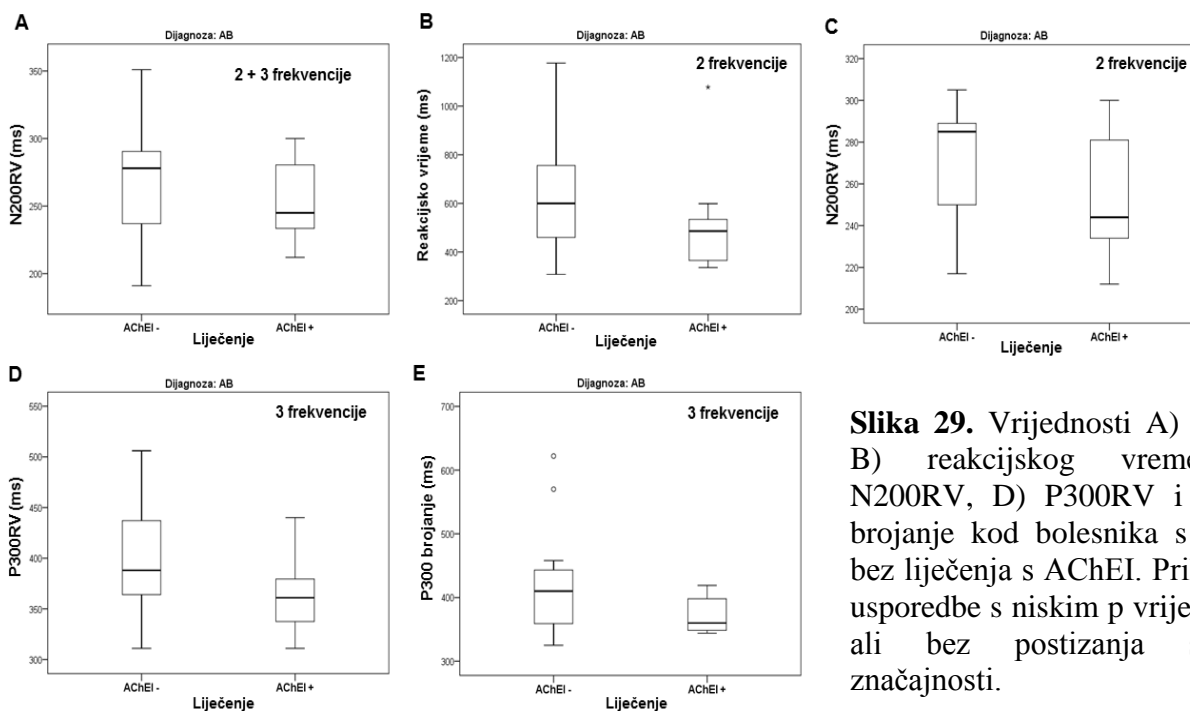 A
Dijagnoza: AB
2 + 3 frekvencije
N200RV (ms)
350
300
250
200
AChEI -
AChEI +
Liječenje
B
Dijagnoza: AB
2 frekvencije
Reakcijsko vrijeme (ms)
1200
1000
800
600
400
200
*
AChEI -
AChEI +
Liječenje
C
Dijagnoza: AB
2 frekvencije
N200RV (ms)
320
300
280
260
240
220
200
AChEI -
AChEI +
Liječenje
D
Dijagnoza: AB
3 frekvencije
P300RV (ms)
550
500
450
400
350
300
AChEI -
AChEI +
Liječenje
E
Dijagnoza: AB
3 frekvencije
P300 brojanje (ms)
700
600
500
400
300
AChEI -
AChEI +
Liječenje
Slika 29. Vrijednosti A)
B) reakcijskog
N200RV, D) P300RV i
brojanje kod bolesnika s
bez liječenja s AChEI.
usporedbe s niskim p
ali bez postizanja
značajnosti.